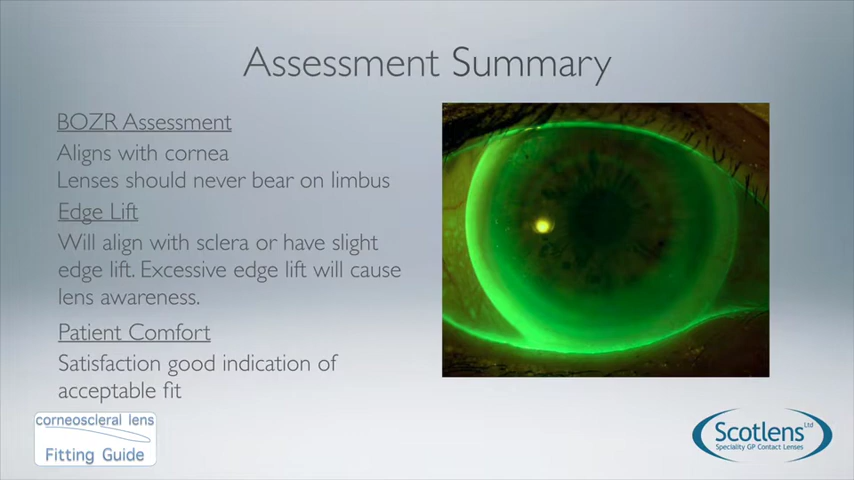 Assessment Summary
BOZR Assessment
Aligns with cornea
Lenses should never bear on limbus
Edge Lift
Will align with sclera or have slight
edge lift. Excessive edge lift will cause
lens awareness.
Patient Comfort
Satisfaction good indication of
acceptable fit
corneoscleral lens
Fitting Guide
Scotlens Ltd
Speciality GP Contact Lenses